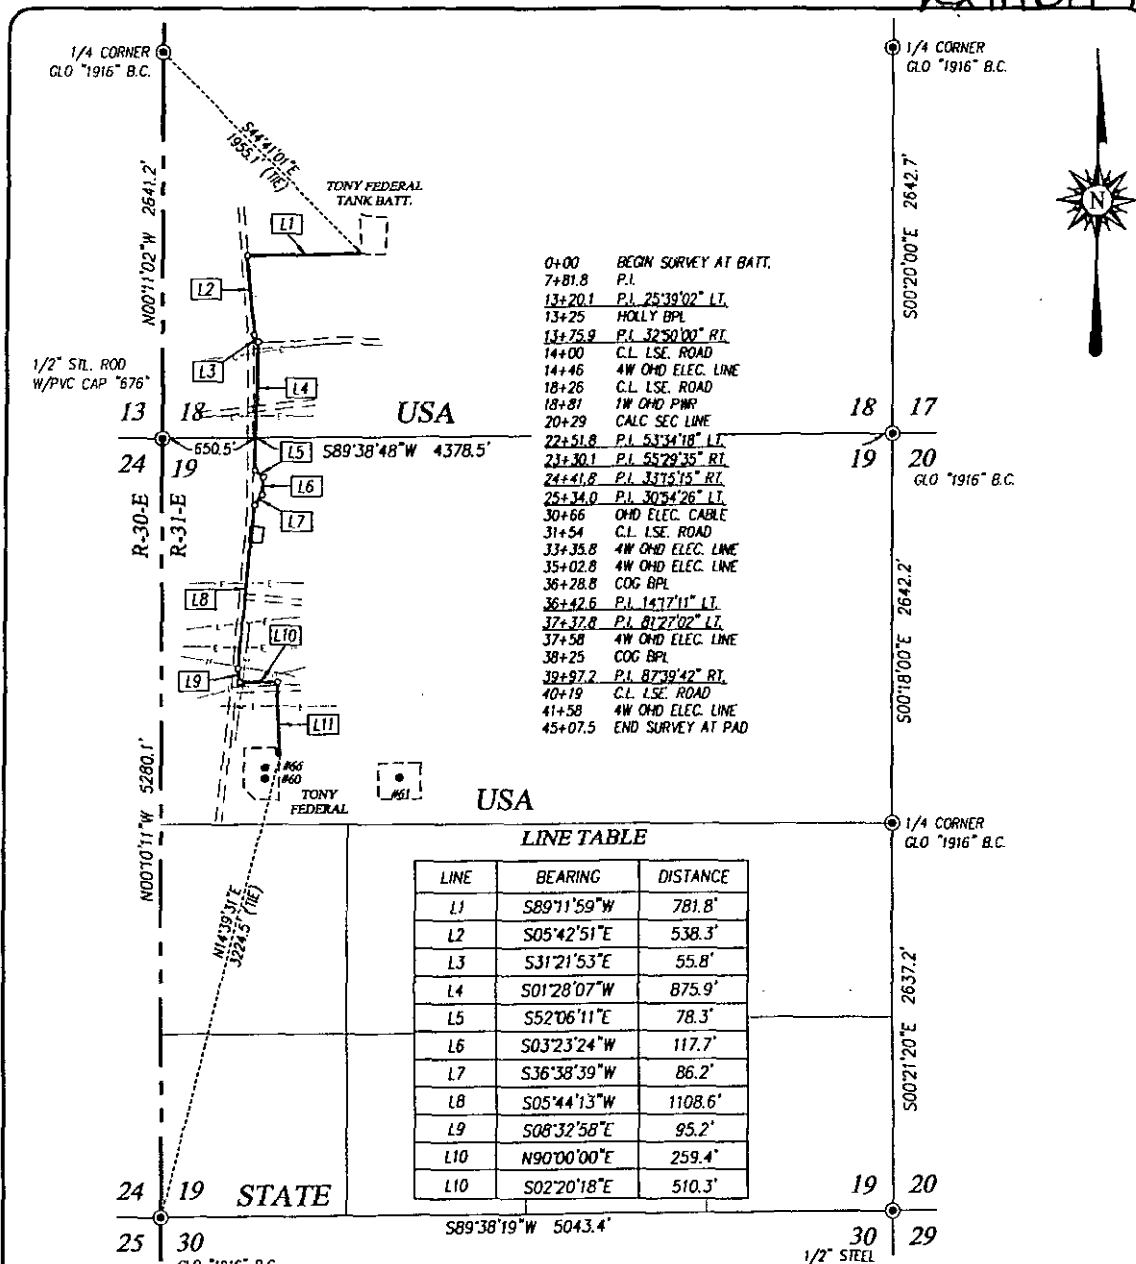 1/4 CORNER
GLO "1916" B.C.
1/4 CORNER
GLO "1916" B.C.
S44°41'01"E
1955.1' (TIE)
N00°11'02"W 2641.2'
S00°20'00"E 2642.7'
N
TONY FEDERAL
TANK BATT.
L1
L2
L3
L4
1/2" STL. ROD
W/PVC CAP "676"
0+00 BEGIN SURVEY AT BATT.
7+81.8 P.I.
13+20.1 P.I. 25°39'02" LT.
13+25 HOLLY BPL
13+75.9 P.I. 32°50'00" RT.
14+00 C.L. LSE. ROAD
14+46 4W OHD ELEC. LINE
18+26 C.L. LSE. ROAD
18+81 1W OHD PWR
20+29 CALC SEC LINE
22+51.8 P.I. 53°34'18" LT.
23+30.1 P.I. 55°29'35" RT.
24+41.8 P.I. 33°15'15" RT.
25+34.0 P.I. 30°54'26" LT.
30+66 OHD ELEC. CABLE
31+54 C.L. LSE. ROAD
33+35.8 4W OHD ELEC. LINE
35+02.8 4W OHD ELEC. LINE
36+28.8 COG BPL
36+42.6 P.I. 14°17'11" LT.
37+37.8 P.I. 81°27'02" LT.
37+58 4W OHD ELEC. LINE
38+25 COG BPL
39+97.2 P.I. 87°39'42" RT.
40+19 C.L. LSE. ROAD
41+58 4W OHD ELEC. LINE
45+07.5 END SURVEY AT PAD
13 18
USA
18 17
650.5'
L5
S89°38'48"W 4378.5'
24 19
19 20
GLO "1916" B.C.
R-30-E
R-31-E
L6
L7
L8
L10
L9
L11
S00°18'00"E 2642.2'
N00°10'11"W 5280.1'
#66
#60
TONY
FEDERAL
#61
USA
1/4 CORNER
GLO "1916" B.C.
N14°39'31"E
3224.5' (TIE)
LINE TABLE
LINE BEARING DISTANCE
L1 S89°11'59"W 781.8'
L2 S05°42'51"E 538.3'
L3 S31°21'53"E 55.8'
L4 S01°28'07"W 875.9'
L5 S52°06'11"E 78.3'
L6 S03°23'24"W 117.7'
L7 S36°38'39"W 86.2'
L8 S05°44'13"W 1108.6'
L9 S08°32'58"E 95.2'
L10 N90°00'00"E 259.4'
L10 S02°20'18"E 510.3'
S00°21'20"E 2637.2'
24 19
STATE
19 20
S89°38'19"W 5043.4'
25 30
30 29
GLO "1916" B.C.
1/2" STEEL